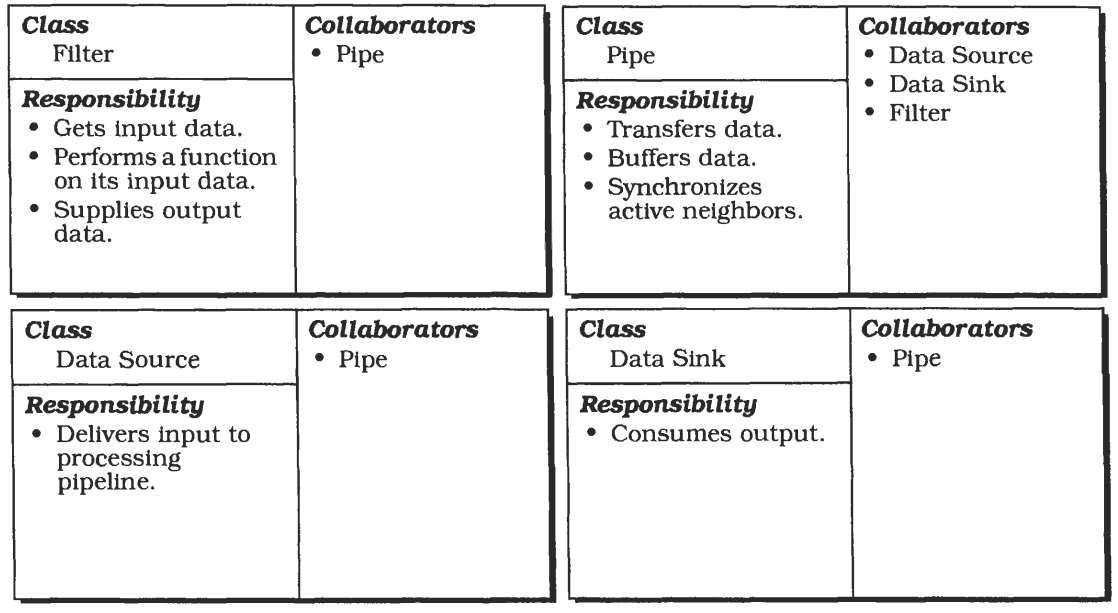 Class
Filter
Responsibility
• Gets input data.
• Performs a function
on its input data.
• Supplies output
data.
Collaborators
• Pipe
Class
Pipe
Responsibility
• Transfers data.
• Buffers data.
• Synchronizes
active neighbors.
Collaborators
• Data Source
• Data Sink
• Filter
Class
Data Source
Responsibility
• Delivers input to
processing
pipeline.
Collaborators
• Pipe
Class
Data Sink
Responsibility
• Consumes output.
Collaborators
• Pipe